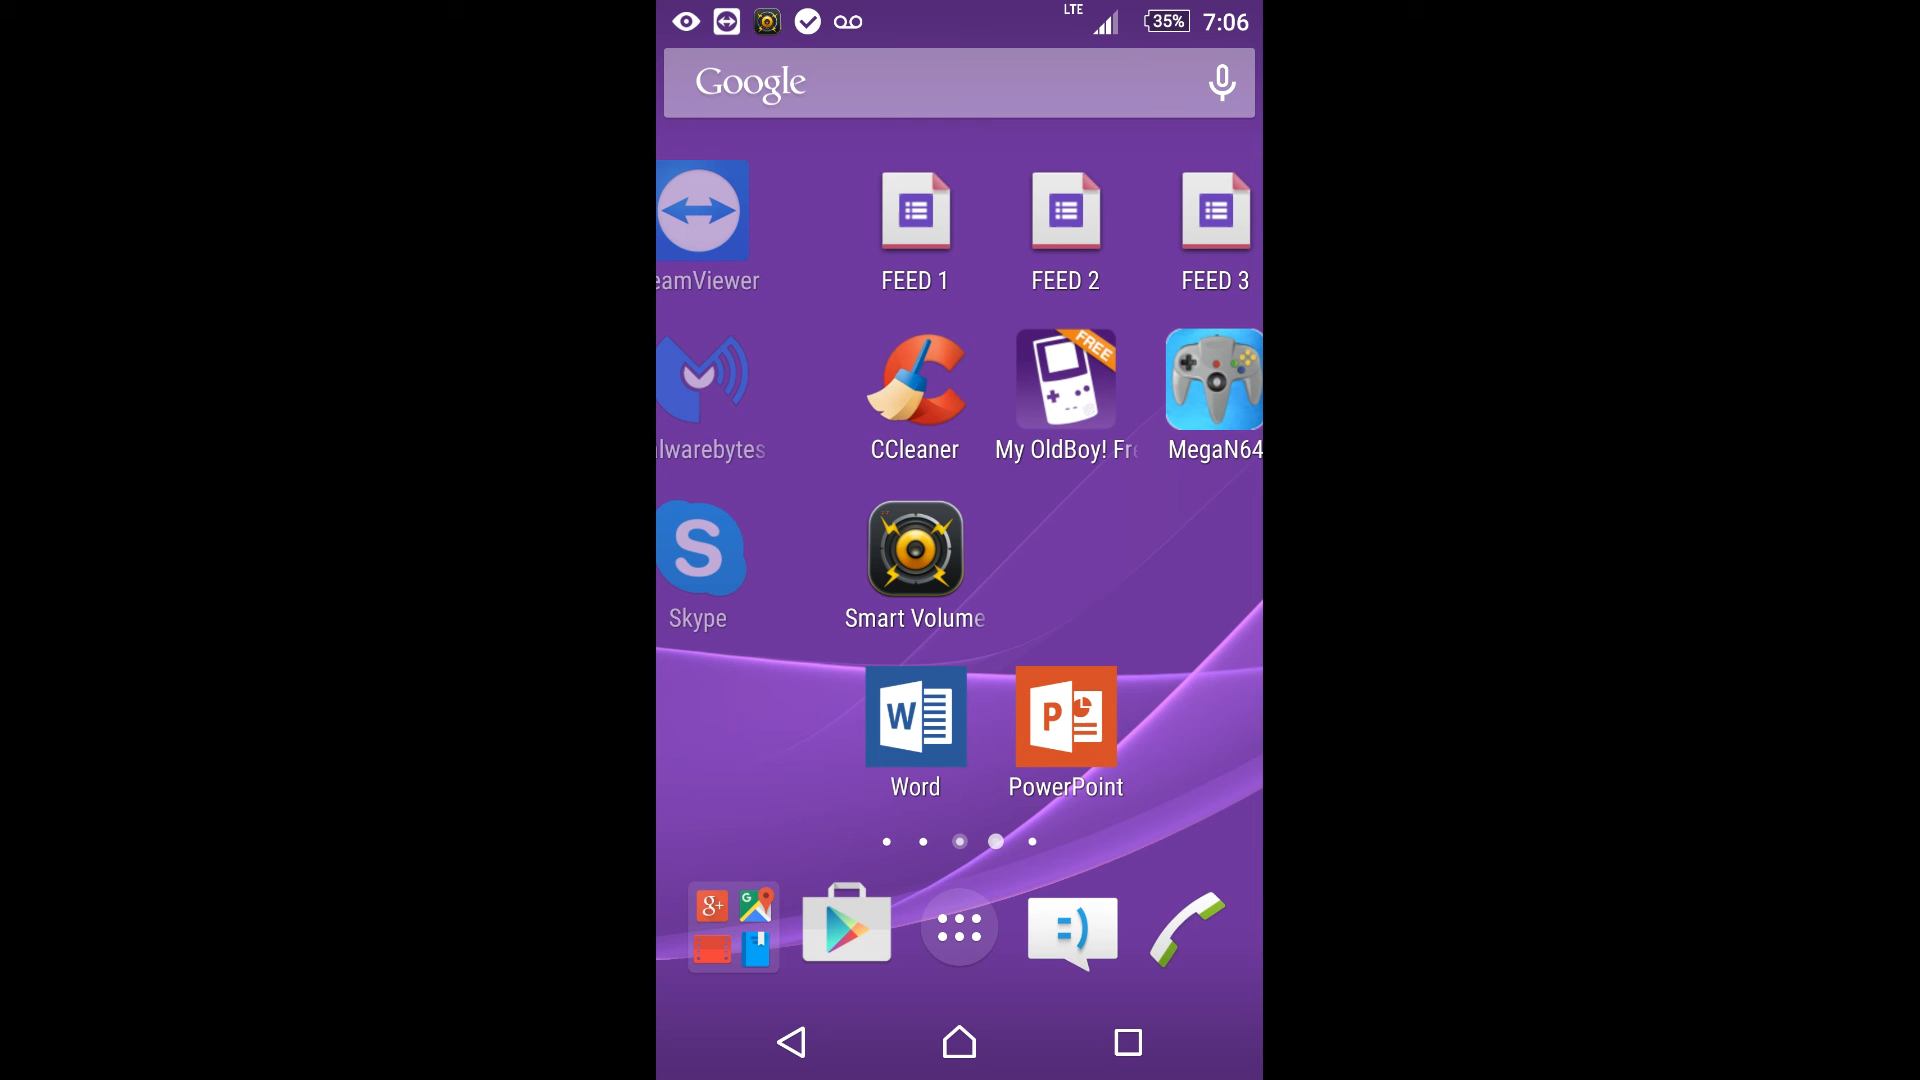 LTE 35% 7:06
Google
eamViewer FEED 1 FEED 2 FEED 3
FREE
lwarebytes CCleaner My OldBoy! Fre MegaN64
S
Skype Smart Volume
W P
Word PowerPoint
g+ G =)